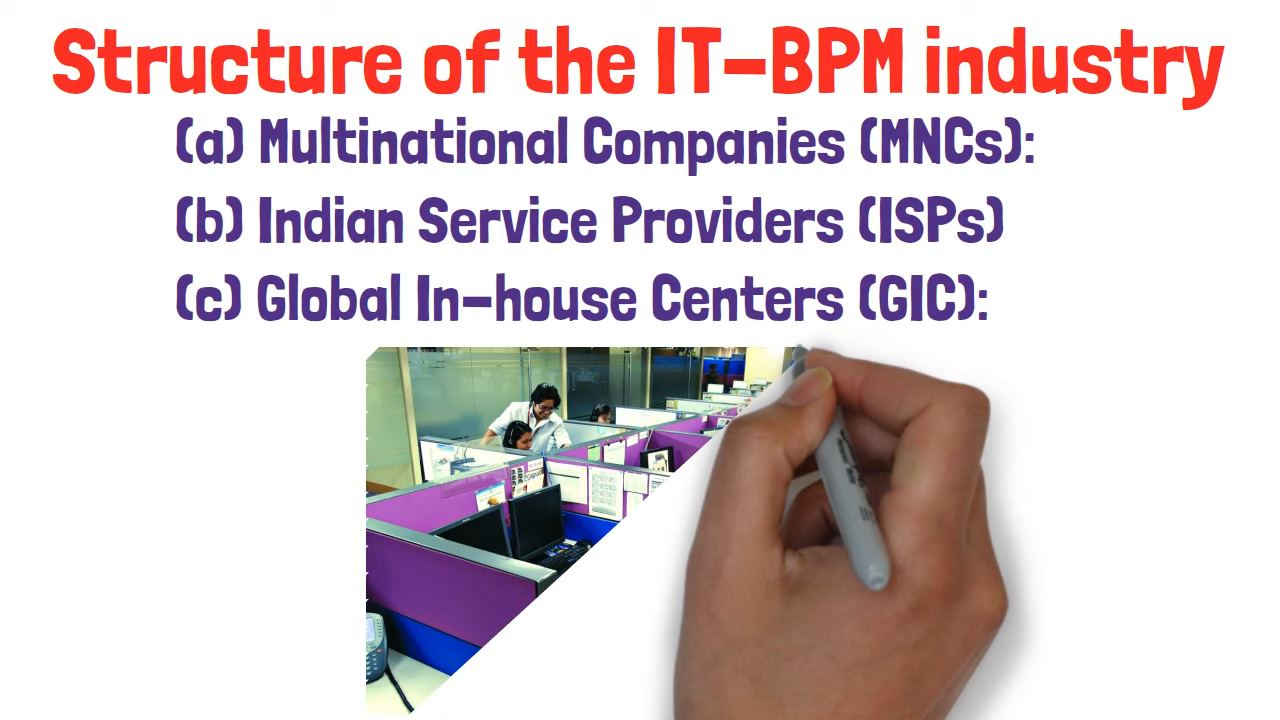 Structure of the IT-BPM industry
(a) Multinational Companies (MNCs):
(b) Indian Service Providers (ISPs)
(c) Global In-house Centers (GIC):